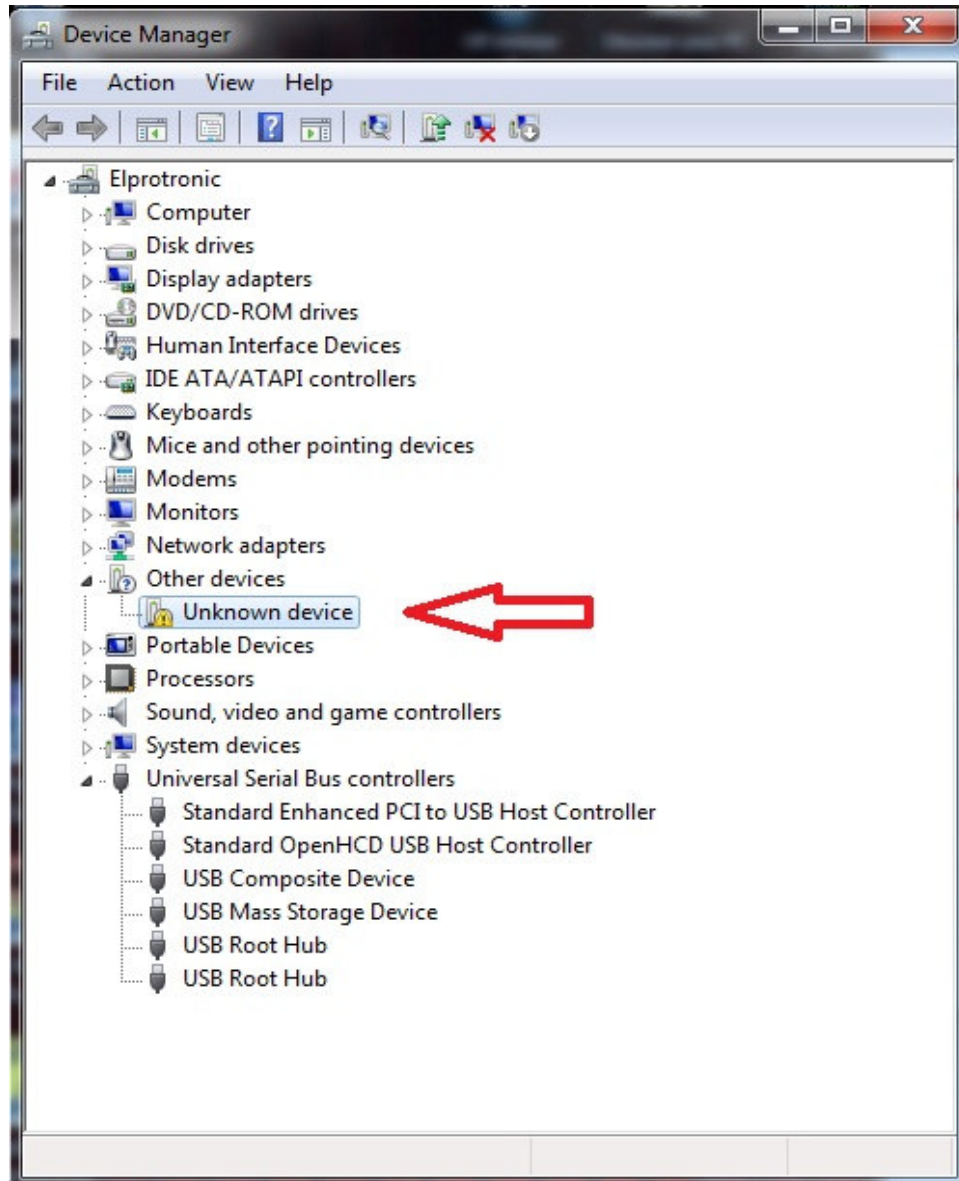 Device Manager
File Action View Help
Elprotronic
Computer
Disk drives
Display adapters
DVD/CD-ROM drives
Human Interface Devices
IDE ATA/ATAPI controllers
Keyboards
Mice and other pointing devices
Modems
Monitors
Network adapters
Other devices
Unknown device
Portable Devices
Processors
Sound, video and game controllers
System devices
Universal Serial Bus controllers
Standard Enhanced PCI to USB Host Controller
Standard OpenHCD USB Host Controller
USB Composite Device
USB Mass Storage Device
USB Root Hub
USB Root Hub